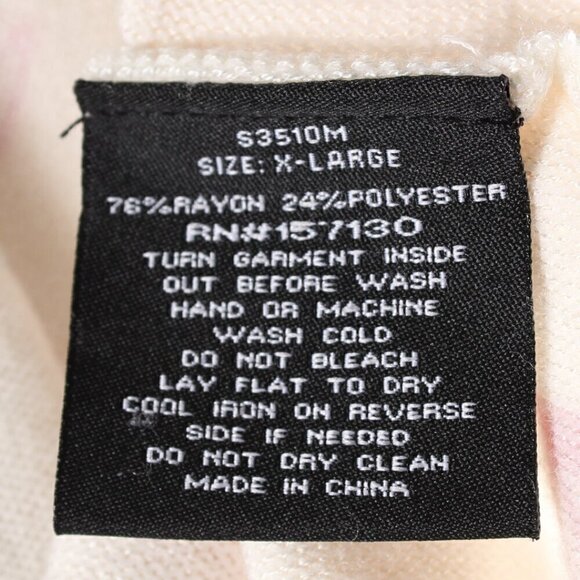 S3510M
SIZE: X-LARGE
76%RAYON 24%POLYESTER
RN#157130
TURN GARMENT INSIDE
OUT BEFORE WASH
HAND OR MACHINE
WASH COLD
DO NOT BLEACH
LAY FLAT TO DRY
COOL IRON ON REVERSE
SIDE IF NEEDED
DO NOT DRY CLEAN
MADE IN CHINA